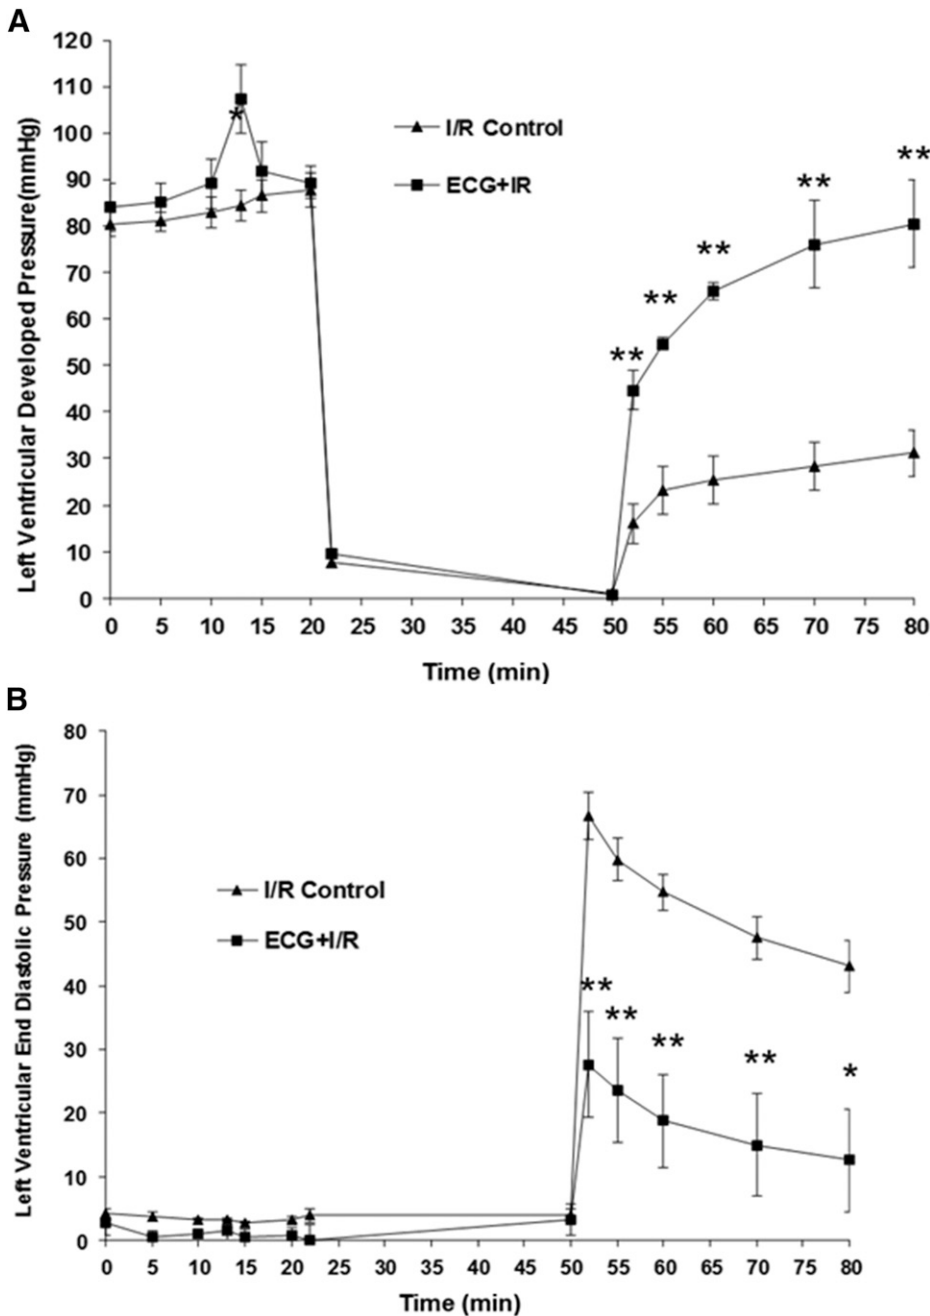 A
Left Ventricular Developed Pressure(mmHg)
120
110
100
90
80
70
60
50
40
30
20
10
0
*
I/R Control
ECG+IR
**
**
**
**
**
0 5 10 15 20 25 30 35 40 45 50 55 60 65 70 75 80
Time (min)
B
Left Ventricular End Diastolic Pressure (mmHg)
80
70
60
50
40
30
20
10
0
I/R Control
ECG+I/R
**
**
**
**
*
0 5 10 15 20 25 30 35 40 45 50 55 60 65 70 75 80
Time (min)